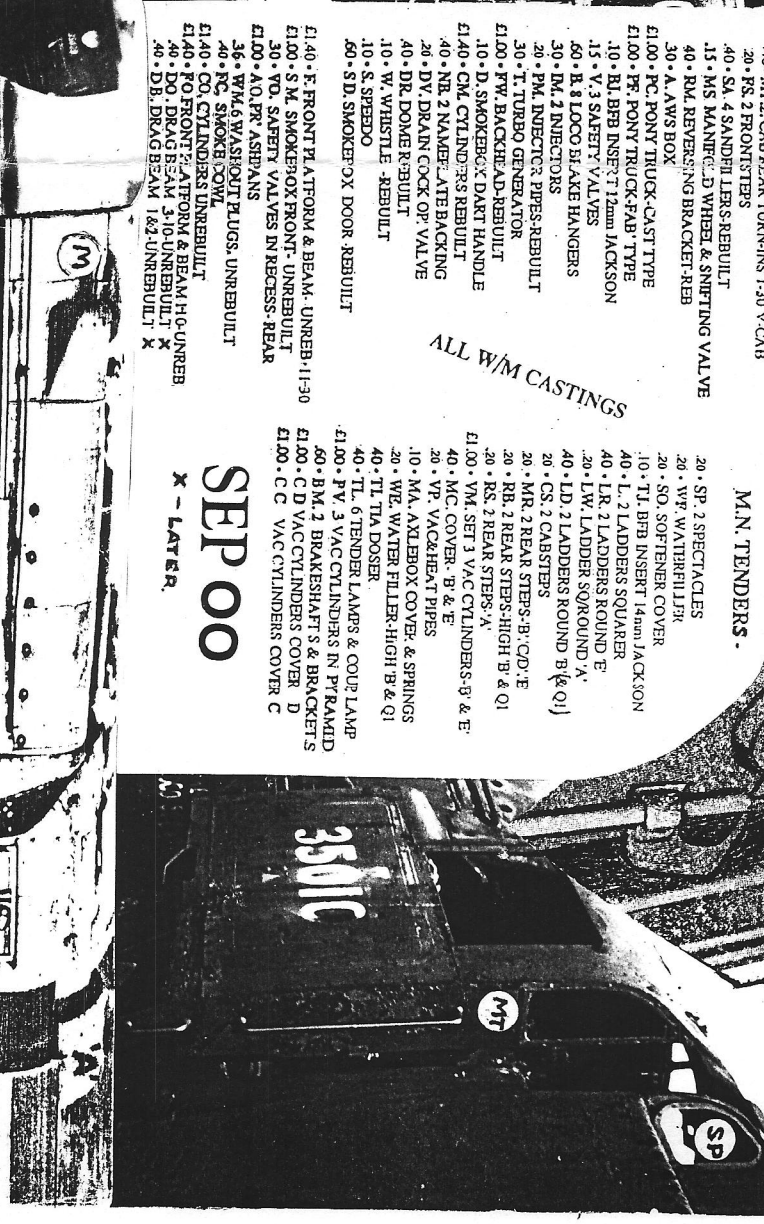 .20 • FS. 2 FRONTSTEPS
.40 • SA. 4 SANDFILLERS-REBUILT
.15 • MS. MANIFOLD WHEEL & SNIFTING VALVE
40 • RM. REVERSING BRACKET-REB
.30 • A. AWS BOX
£1.00 • PC. PONY TRUCK-CAST TYPE
£1.00 • PF. PONY TRUCK-FAB' TYPE
.10 • BJ. BFB INSERT 12mm JACKSON
.15 • V. 3 SAFETY VALVES
.60 • B. 8 LOCO BRAKE HANGERS
.30 • IM. 2 INJECTORS
.20 • PM. INJECTOR PIPES-REBUILT
.30 • T. TURBO GENERATOR
£1.00 • FW. BACKHEAD-REBUILT
.10 • D. SMOKEBOX DART HANDLE
£1.40 • CM. CYLINDERS REBUILT
.40 • NB. 2 NAMEPLATE BACKING
.20 • DV. DRAIN COCK OP. VALVE
.40 • DR. DOME REBUILT
.10 • W. WHISTLE -REBUILT
.10 • S. SPEEDO
.60 • SD. SMOKEBOX DOOR -REBUILT
£1.40 • F. FRONT PLATFORM & BEAM- UNREB • 11-30
£1.00 • SM. SMOKEBOX FRONT- UNREBUILT
.30 • VO. SAFETY VALVES IN RECESS-REAR
£1.00 • AO. PR' ASHPANS
.36 • WM. 6 WASHOUT PLUGS. UNREBUILT
.40 • FC. SMOKE COWL
£1.40 • CO. CYLINDERS UNREBUILT
£1.40 • FO. FRONT PLATFORM & BEAM 1-10-UNREB
.40 • DO. DRAG BEAM 3-10-UNREBUILT X
.40 • DB. DRAG BEAM 1&2-UNREBUILT X
ALL W/M CASTINGS
M.N. TENDERS -
.20 • SP. 2 SPECTACLES
.20 • WF. WATERFILLER
.20 • SO. SOFTENER COVER
.10 • TJ. BFB INSERT 14mm JACKSON
.40 • L. 2 LADDERS SQUARER
.40 • LR. 2 LADDERS ROUND 'E'
.20 • LW. LADDER SQ/ROUND 'A'
.40 • LD. 2 LADDERS ROUND 'B' (& Q1)
.20 • CS. 2 CABSTEPS
.20 • MR. 2 REAR STEPS-'B'.'C/D'.'E
.20 • RB. 2 REAR STEPS-HIGH 'B' & Q1
.20 • RS. 2 REAR STEPS-'A'
£1.00 • VM. SET 3 VAC CYLINDERS-'B' & 'E'
.40 • MC. COVER- 'B' & 'E'
.20 • VP. VAC&HEAT PIPES
.10 • MA. AXLEBOX COVER & SPRINGS
.20 • WE. WATER FILLER-HIGH 'B' & Q1
.40 • TI. TIA DOSER
.40 • TL. 6 TENDER LAMPS & COUP LAMP
£1.00 • PV. 3 VAC CYLINDERS IN PYRAMID
.60 • BM. 2 BRAKESHAFTS & BRACKETS
£1.00 • CD VAC CYLINDERS COVER D
£1.00 • CC VAC CYLINDERS COVER C
SEP 00
X - LATER.
M
A
MT
SP